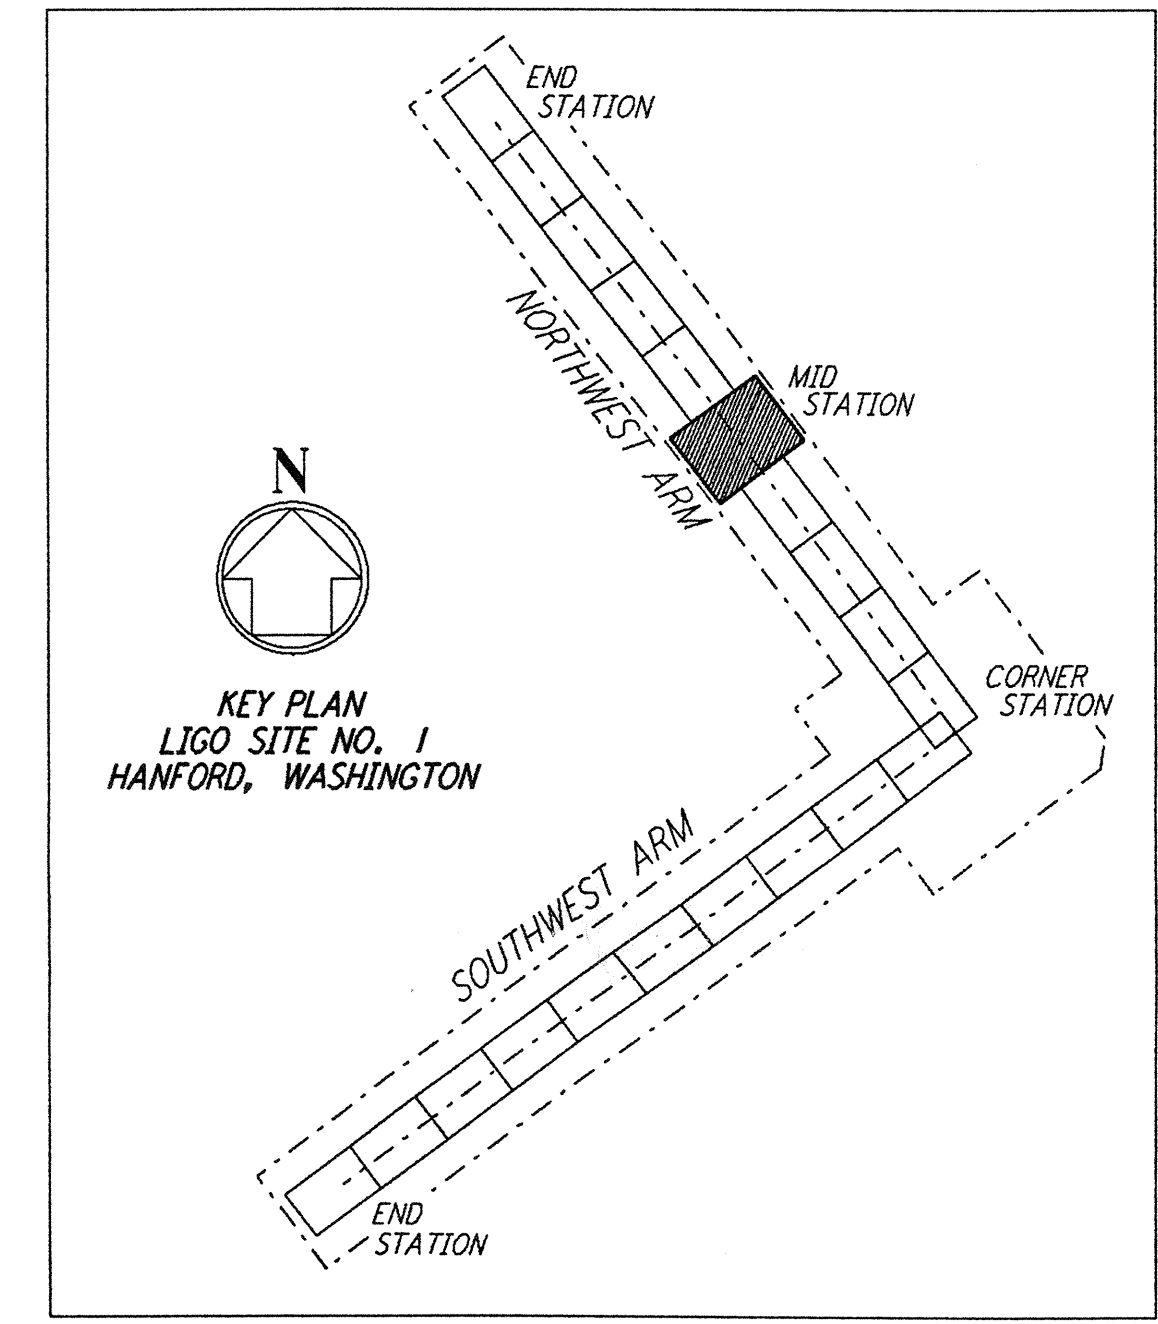 END
STATION
NORTHWEST ARM
MID
STATION
N
KEY PLAN
LIGO SITE NO. 1
HANFORD, WASHINGTON
CORNER
STATION
SOUTHWEST ARM
END
STATION